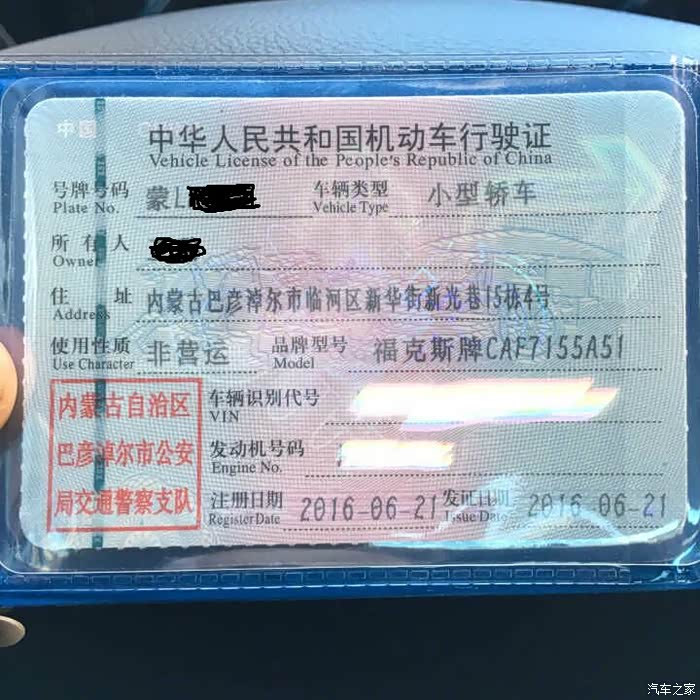 中国
中华人民共和国机动车行驶证
Vehicle License of the People's Republic of China
号牌号码 蒙L 车辆类型 小型轿车
Plate No. Vehicle Type
所有人
Owner
住址 内蒙古巴彦淖尔市临河区新华街新光巷15栋4号
Address
使用性质 非营运 品牌型号 福克斯牌CAF7155A51
Use Character Model
内蒙古自治区
巴彦淖尔市公安
局交通警察支队
车辆识别代号
VIN
发动机号码
Engine No.
注册日期 2016-06-21 发证日期 2016-06-21
Register Date Issue Date
汽车之家